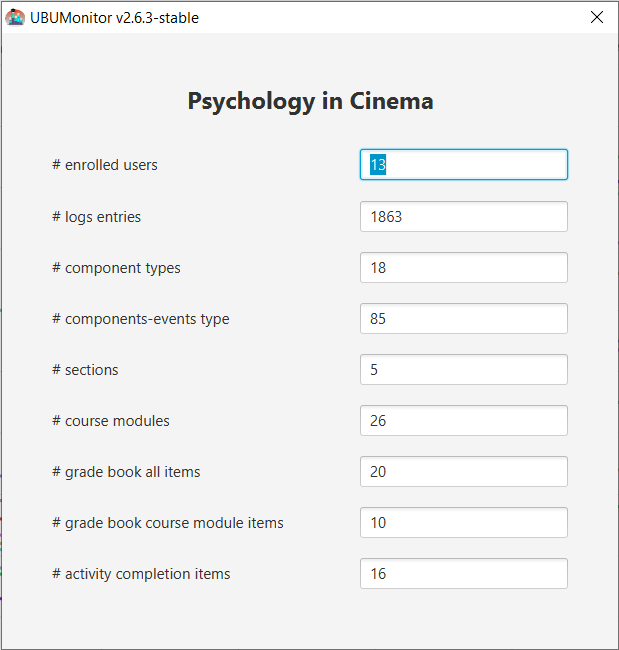 UBUMonitor v2.6.3-stable
Psychology in Cinema
# enrolled users 13
# logs entries 1863
# component types 18
# components-events type 85
# sections 5
# course modules 26
# grade book all items 20
# grade book course module items 10
# activity completion items 16